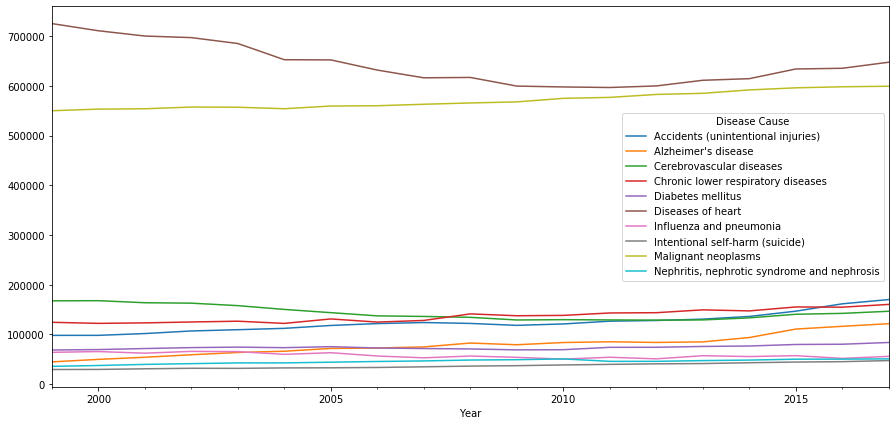 700000
600000
500000
400000
300000
200000
100000
0
Disease Cause
Accidents (unintentional injuries)
Alzheimer's disease
Cerebrovascular diseases
Chronic lower respiratory diseases
Diabetes mellitus
Diseases of heart
Influenza and pneumonia
Intentional self-harm (suicide)
Malignant neoplasms
Nephritis, nephrotic syndrome and nephrosis
2000 2005 2010 2015
Year